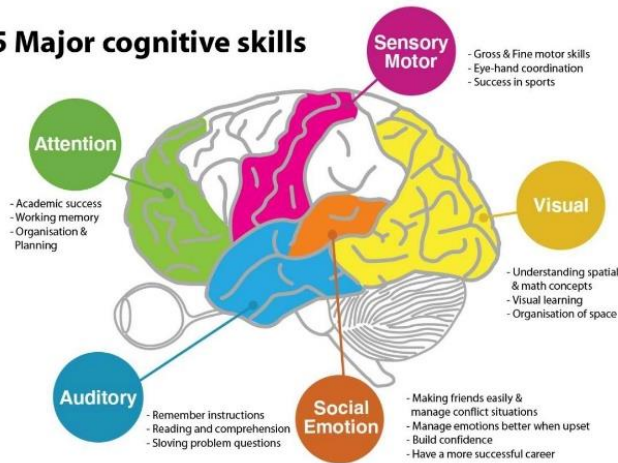 5 Major cognitive skills
Sensory
Motor
- Gross & Fine motor skills
- Eye-hand coordination
- Success in sports
Attention
- Academic success
- Working memory
- Organisation &
Planning
Visual
- Understanding spatial
& math concepts
- Visual learning
- Organisation of space
Auditory
- Remember instructions
- Reading and comprehension
- Sloving problem questions
Social
Emotion
- Making friends easily &
manage conflict situations
- Manage emotions better when upset
- Build confidence
- Have a more successful career